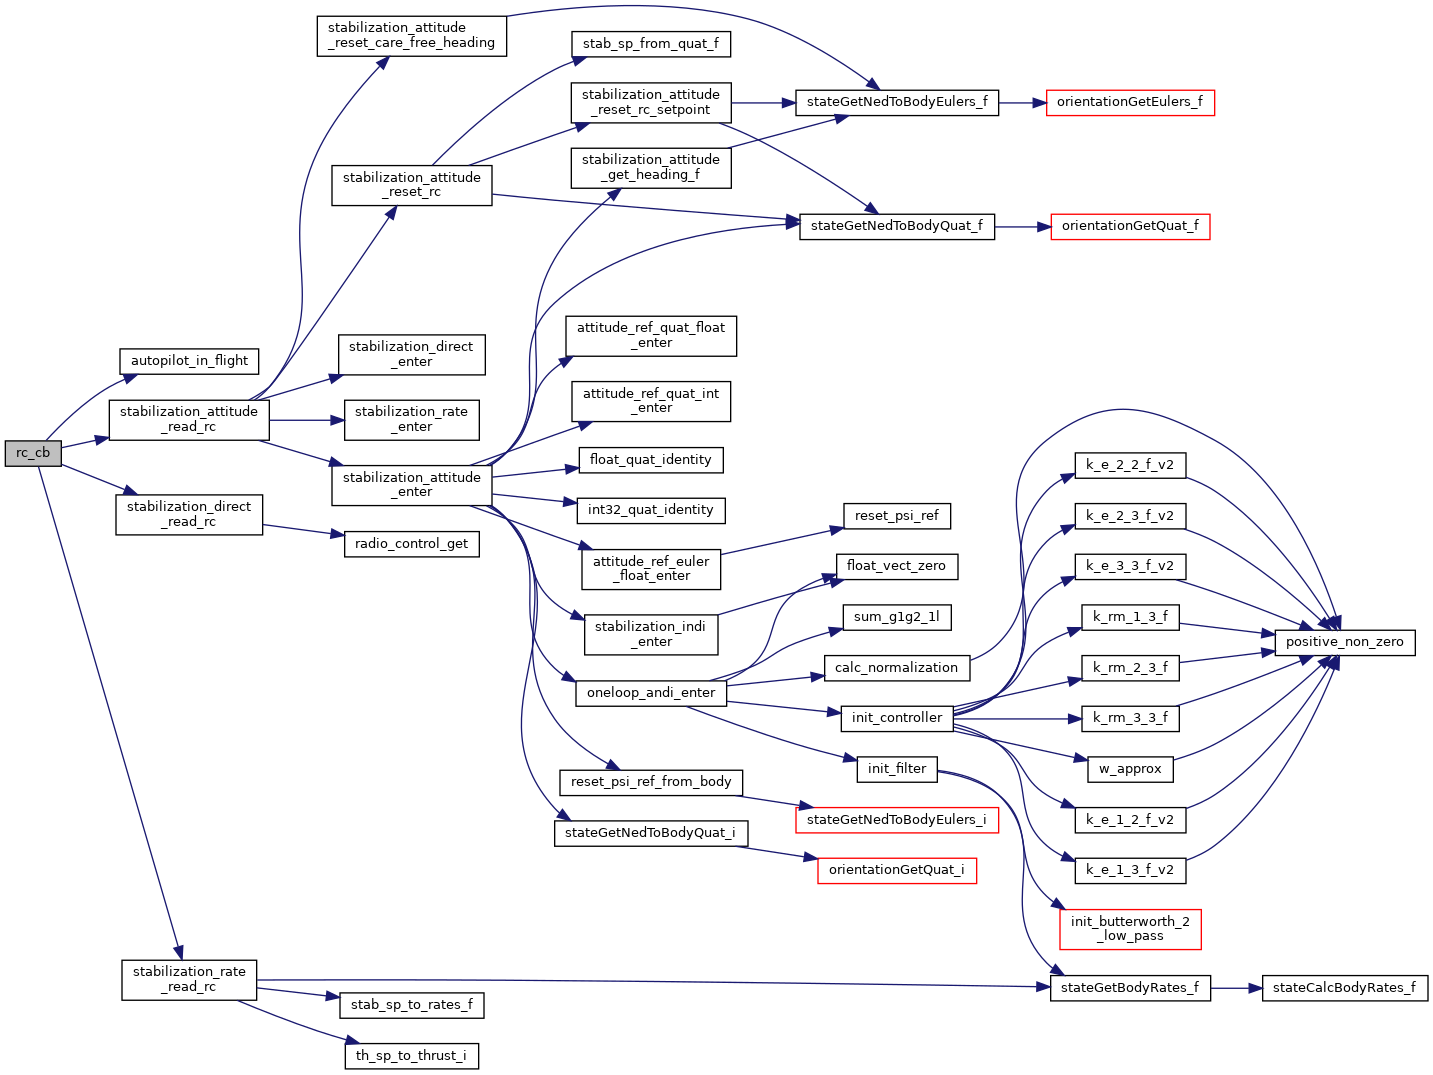 rc_cb
autopilot_in_flight
stabilization_attitude
_read_rc
stabilization_direct
_read_rc
stabilization_rate
_read_rc
stabilization_attitude
_reset_care_free_heading
stabilization_attitude
_reset_rc
stabilization_direct
_enter
stabilization_rate
_enter
stabilization_attitude
_enter
radio_control_get
stab_sp_to_rates_f
th_sp_to_thrust_i
stab_sp_from_quat_f
stabilization_attitude
_reset_rc_setpoint
stabilization_attitude
_get_heading_f
attitude_ref_quat_float
_enter
attitude_ref_quat_int
_enter
float_quat_identity
int32_quat_identity
attitude_ref_euler
_float_enter
stabilization_indi
_enter
oneloop_andi_enter
reset_psi_ref_from_body
stateGetNedToBodyQuat_i
stateGetNedToBodyEulers_f
stateGetNedToBodyQuat_f
reset_psi_ref
float_vect_zero
sum_g1g2_1l
calc_normalization
init_controller
init_filter
stateGetNedToBodyEulers_i
orientationGetQuat_i
orientationGetEulers_f
orientationGetQuat_f
k_e_2_2_f_v2
k_e_2_3_f_v2
k_e_3_3_f_v2
k_rm_1_3_f
k_rm_2_3_f
k_rm_3_3_f
w_approx
k_e_1_2_f_v2
k_e_1_3_f_v2
init_butterworth_2
_low_pass
stateGetBodyRates_f
positive_non_zero
stateCalcBodyRates_f